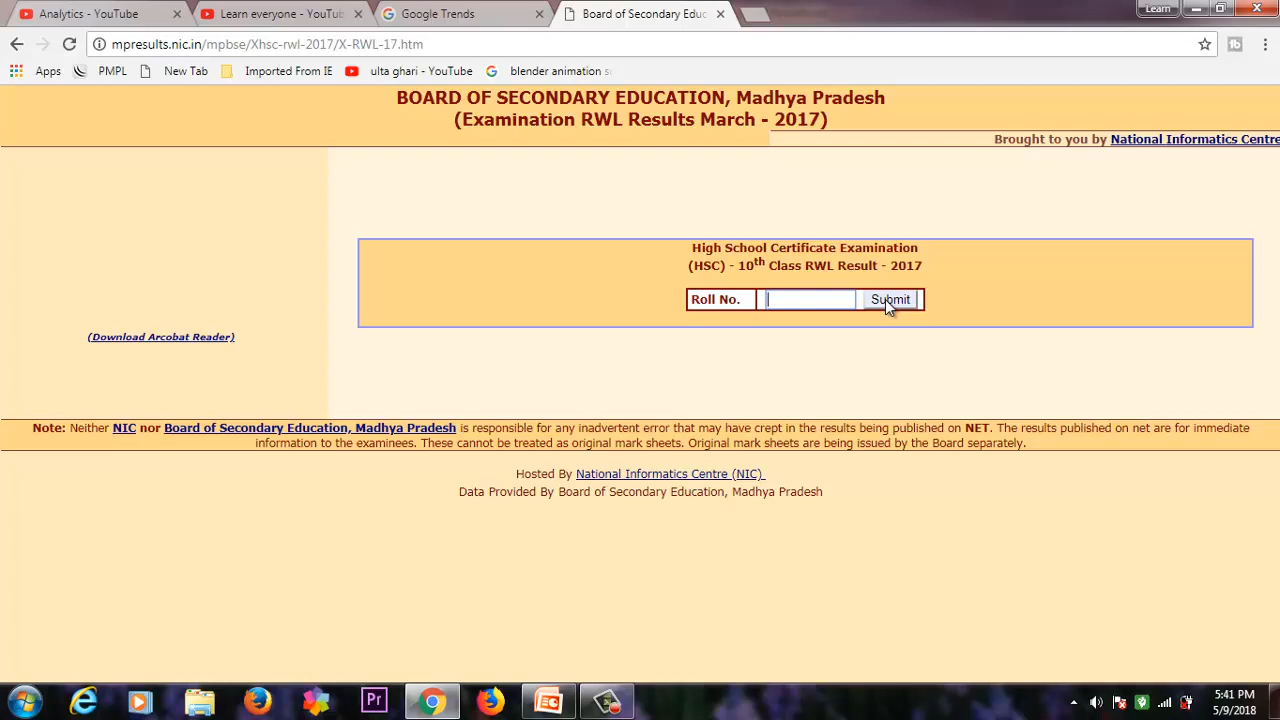 Analytics - YouTube
Learn everyone - YouTub
Google Trends
Board of Secondary Educ
Learn
mpresults.nic.in/mpbse/Xhsc-rwl-2017/X-RWL-17.htm
Apps
PMPL
New Tab
Imported From IE
ulta ghari - YouTube
blender animation s
BOARD OF SECONDARY EDUCATION, Madhya Pradesh
(Examination RWL Results March - 2017)
Brought to you by National Informatics Centre
High School Certificate Examination
(HSC) - 10th Class RWL Result - 2017
Roll No.
Submit
(Download Arcobat Reader)
Note: Neither NIC nor Board of Secondary Education, Madhya Pradesh is responsible for any inadvertent error that may have crept in the results being published on NET. The results published on net are for immediate
information to the examinees. These cannot be treated as original mark sheets. Original mark sheets are being issued by the Board separately.
Hosted By National Informatics Centre (NIC)
Data Provided By Board of Secondary Education, Madhya Pradesh
Pr
5:41 PM
5/9/2018